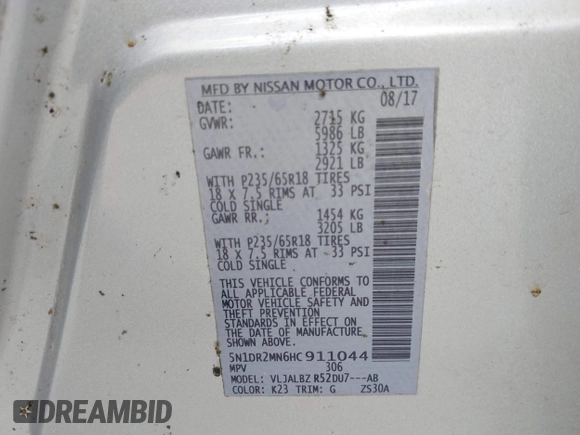 MFD BY NISSAN MOTOR CO., LTD.
DATE: 08/17
GVWR: 2715 KG
5986 LB
GAWR FR.: 1325 KG
2921 LB
WITH P235/65R18 TIRES
18 X 7.5 RIMS AT 33 PSI
COLD SINGLE
GAWR RR.: 1454 KG
3205 LB
WITH P235/65R18 TIRES
18 X 7.5 RIMS AT 33 PSI
COLD SINGLE
THIS VEHICLE CONFORMS TO
ALL APPLICABLE FEDERAL
MOTOR VEHICLE SAFETY AND
THEFT PREVENTION
STANDARDS IN EFFECT ON
THE DATE OF MANUFACTURE
SHOWN ABOVE.
5N1DR2MN6HC911044
MPV 306
MODEL: VLJALBZ R52DU7---AB
COLOR: K23 TRIM: G ZS30A
RIDESAFELY
DEALERS AUTO AUCTION